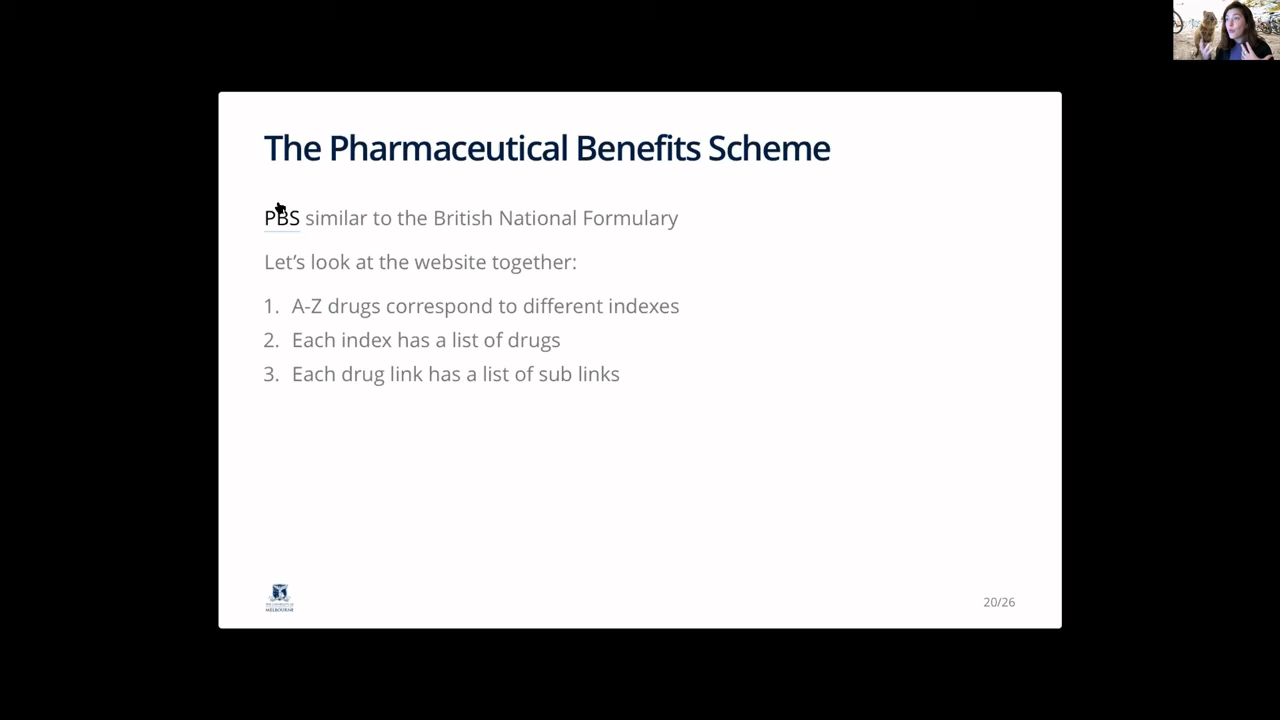 The Pharmaceutical Benefits Scheme
PBS similar to the British National Formulary
Let's look at the website together:
1. A-Z drugs correspond to different indexes
2. Each index has a list of drugs
3. Each drug link has a list of sub links
MELBOURNE
20/26